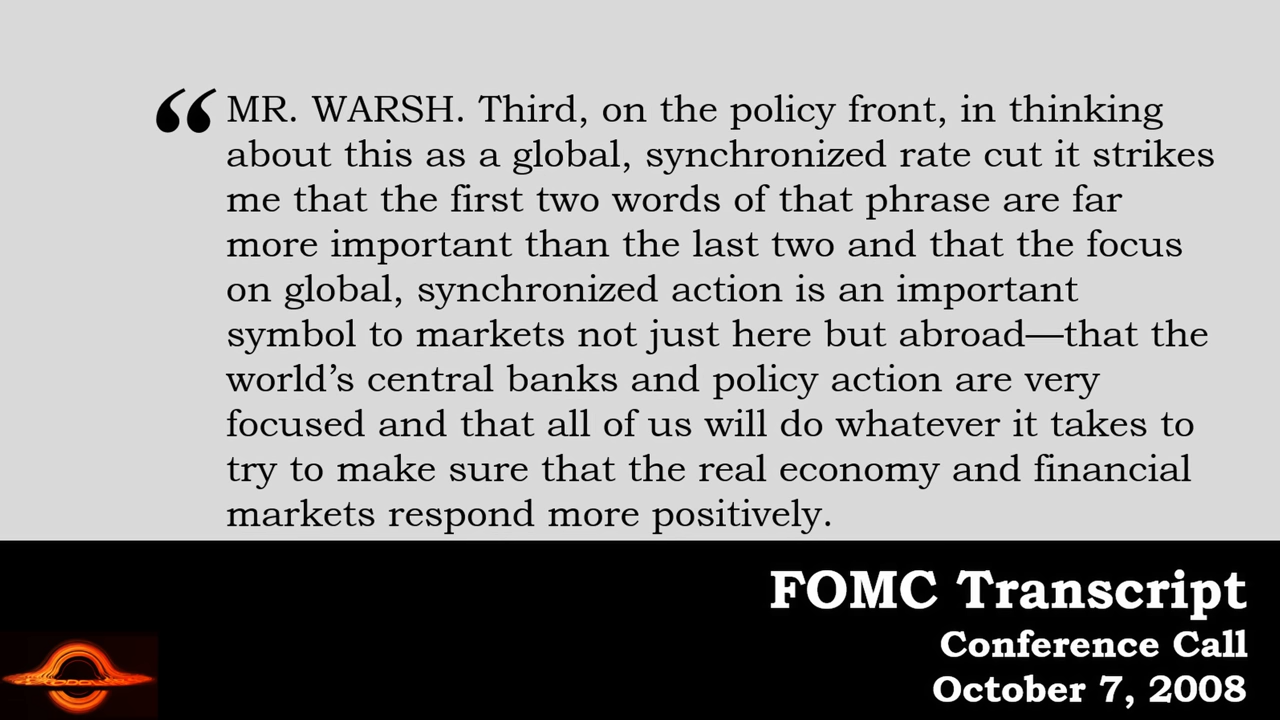 “MR. WARSH. Third, on the policy front, in thinking
about this as a global, synchronized rate cut it strikes
me that the first two words of that phrase are far
more important than the last two and that the focus
on global, synchronized action is an important
symbol to markets not just here but abroad—that the
world’s central banks and policy action are very
focused and that all of us will do whatever it takes to
try to make sure that the real economy and financial
markets respond more positively.
FOMC Transcript
Conference Call
October 7, 2008